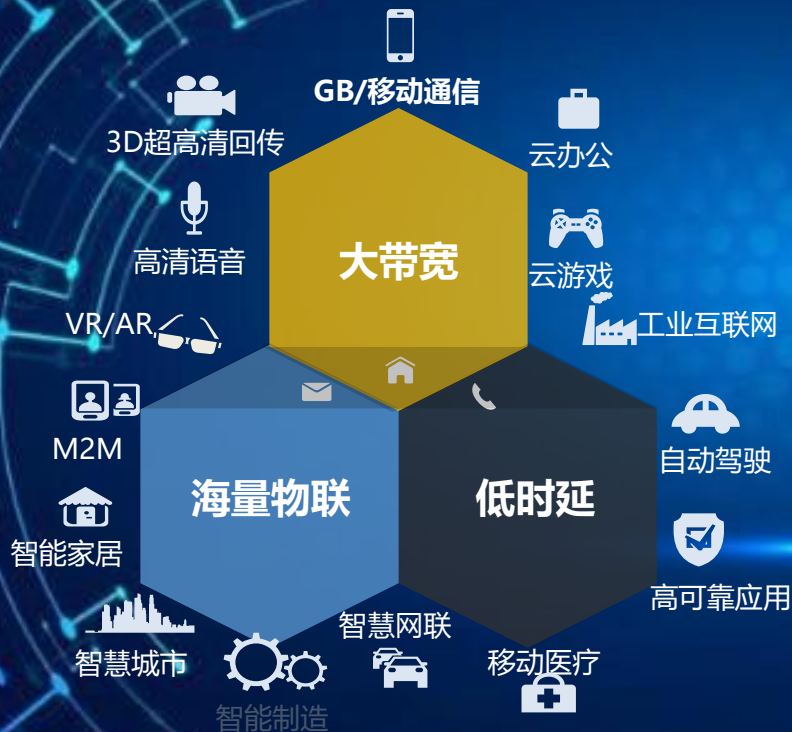 GB/移动通信
3D超高清回传
云办公
高清语音
大带宽
云游戏
VR/AR
工业互联网
M2M
自动驾驶
海量物联
低时延
智能家居
高可靠应用
智慧网联
智慧城市
移动医疗
智能制造